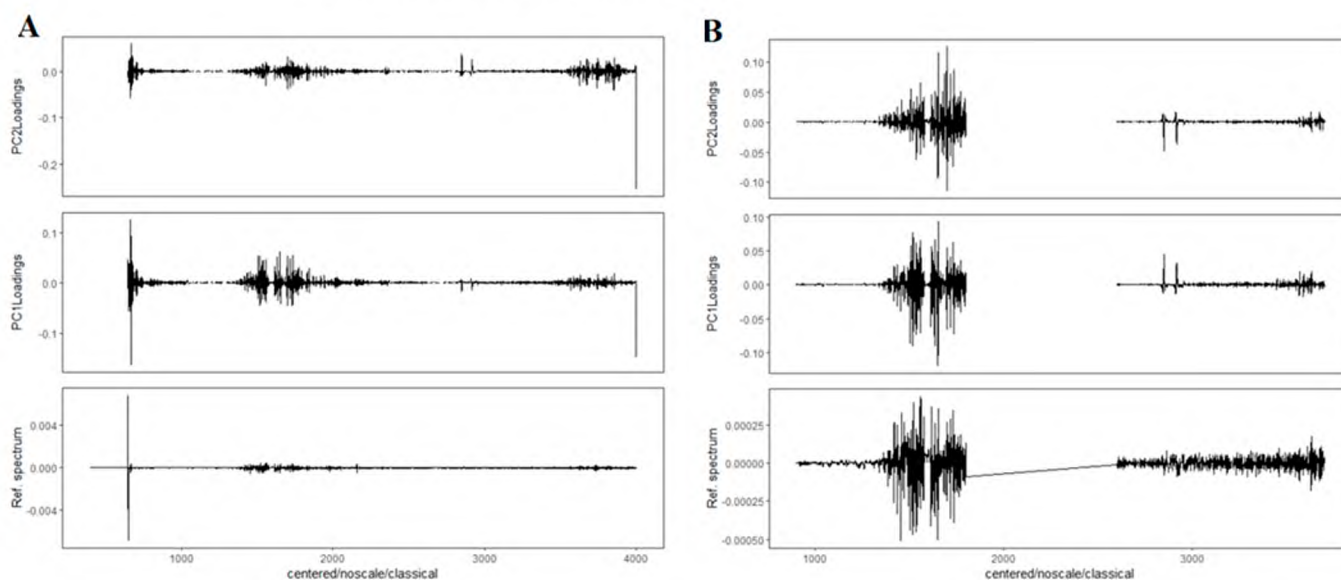 A
PC2Loadings
0.0
-0.1
-0.2
PC1Loadings
0.1
0.0
-0.1
Ref. spectrum
0.004
0.000
-0.004
1000 2000 3000 4000
centered/noscale/classical
B
PC2Loadings
0.10
0.05
0.00
-0.05
-0.10
PC1Loadings
0.10
0.05
0.00
-0.05
-0.10
Ref. spectrum
0.00025
0.00000
-0.00025
-0.00050
1000 3000
centered/noscale/classical